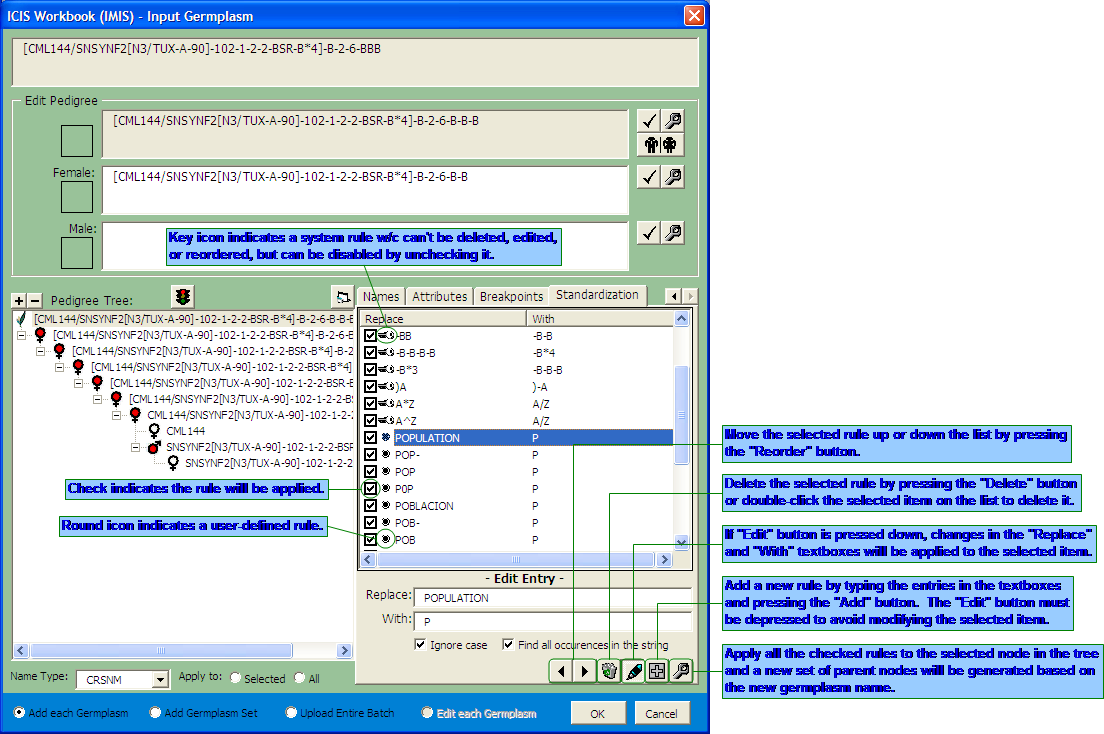 ICIS Workbook (IMIS) - Input Germplasm
[CML144/SNSYNF2[N3/TUX-A-90]-102-1-2-2-BSR-B*4]-B-2-6-BBB
Edit Pedigree
[CML144/SNSYNF2[N3/TUX-A-90]-102-1-2-2-BSR-B*4]-B-2-6-B-B-B
Female:
[CML144/SNSYNF2[N3/TUX-A-90]-102-1-2-2-BSR-B*4]-B-2-6-B-B
Male:
Key icon indicates a system rule w/c can't be deleted, edited,
or reordered, but can be disabled by unchecking it.
Pedigree Tree:
[CML144/SNSYNF2[N3/TUX-A-90]-102-1-2-2-BSR-B*4]-B-2-6-B-B-B
[CML144/SNSYNF2[N3/TUX-A-90]-102-1-2-2-BSR-B*4]-B-2-6-E
[CML144/SNSYNF2[N3/TUX-A-90]-102-1-2-2-BSR-B*4]-B-2
[CML144/SNSYNF2[N3/TUX-A-90]-102-1-2-2-BSR-B*4]
[CML144/SNSYNF2[N3/TUX-A-90]-102-1-2-2-BSR-E
[CML144/SNSYNF2[N3/TUX-A-90]-102-1-2-2
CML144/SNSYNF2[N3/TUX-A-90]-102-1-2-
CML144
SNSYNF2[N3/TUX-A-90]-102-1-2-2-BSF
SNSYNF2[N3/TUX-A-90]-102-1-2-2
Names Attributes Breakpoints Standardization
Replace With
-BB -B-B
-B-B-B-B -B*4
-B*3 -B-B-B
)A )-A
A*Z A/Z
A^Z A/Z
POPULATION P
POP- P
POP P
P0P P
POBLACION P
POB- P
POB P
Check indicates the rule will be applied.
Round icon indicates a user-defined rule.
- Edit Entry -
Replace: POPULATION
With: P
Ignore case Find all occurences in the string
Name Type: CRSNM Apply to: Selected All
Add each Germplasm Add Germplasm Set Upload Entire Batch Edit each Germplasm OK Cancel
Move the selected rule up or down the list by pressing
the "Reorder" button.
Delete the selected rule by pressing the "Delete" button
or double-click the selected item on the list to delete it.
If "Edit" button is pressed down, changes in the "Replace"
and "With" textboxes will be applied to the selected item.
Add a new rule by typing the entries in the textboxes
and pressing the "Add" button. The "Edit" button must
be depressed to avoid modifying the selected item.
Apply all the checked rules to the selected node in the tree
and a new set of parent nodes will be generated based on
the new germplasm name.